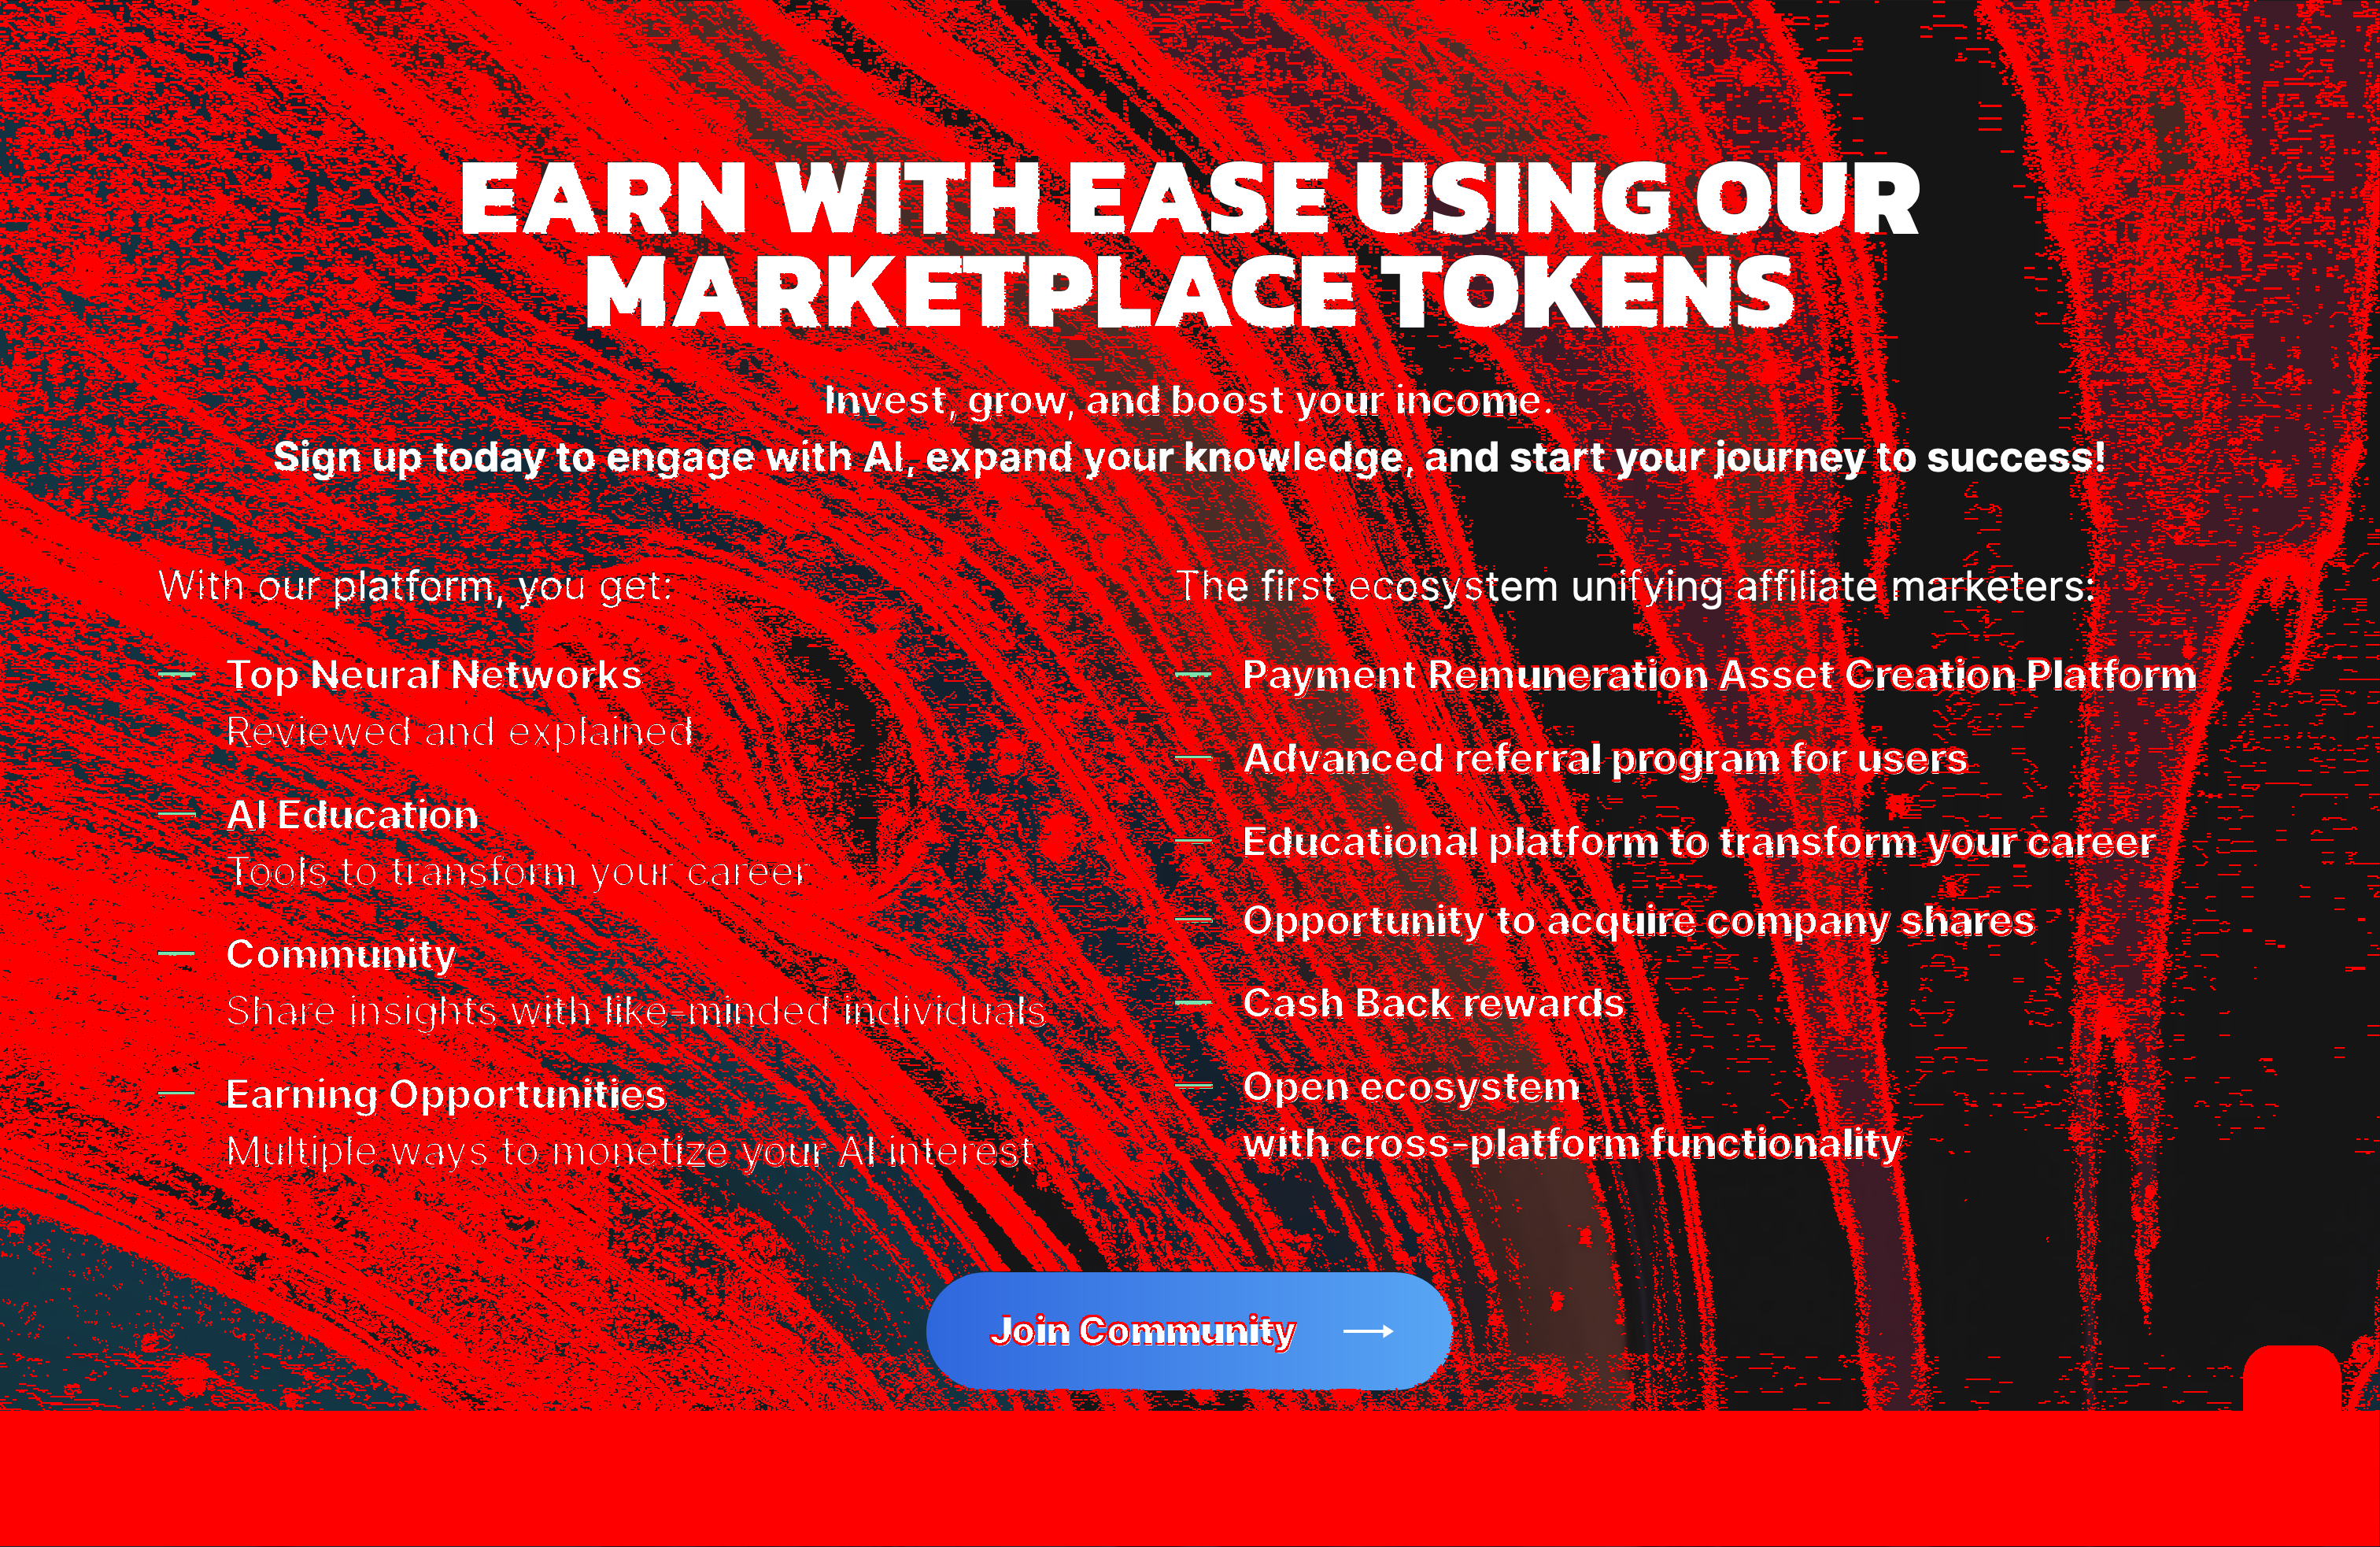 EARN WITH EASE USING OUR
MARKETPLACE TOKENS
Invest, grow, and boost your income.
Sign up today to engage with AI, expand your knowledge, and start your journey to success!
With our platform, you get:
Top Neural Networks
Reviewed and explained
AI Education
Tools to transform your career
Community
Share insights with like-minded individuals
Earning Opportunities
Multiple ways to monetize your AI interest
The first ecosystem unifying affiliate marketers:
Payment Remuneration Asset Creation Platform
Advanced referral program for users
Educational platform to transform your career
Opportunity to acquire company shares
Cash Back rewards
Open ecosystem
with cross-platform functionality
Join Community